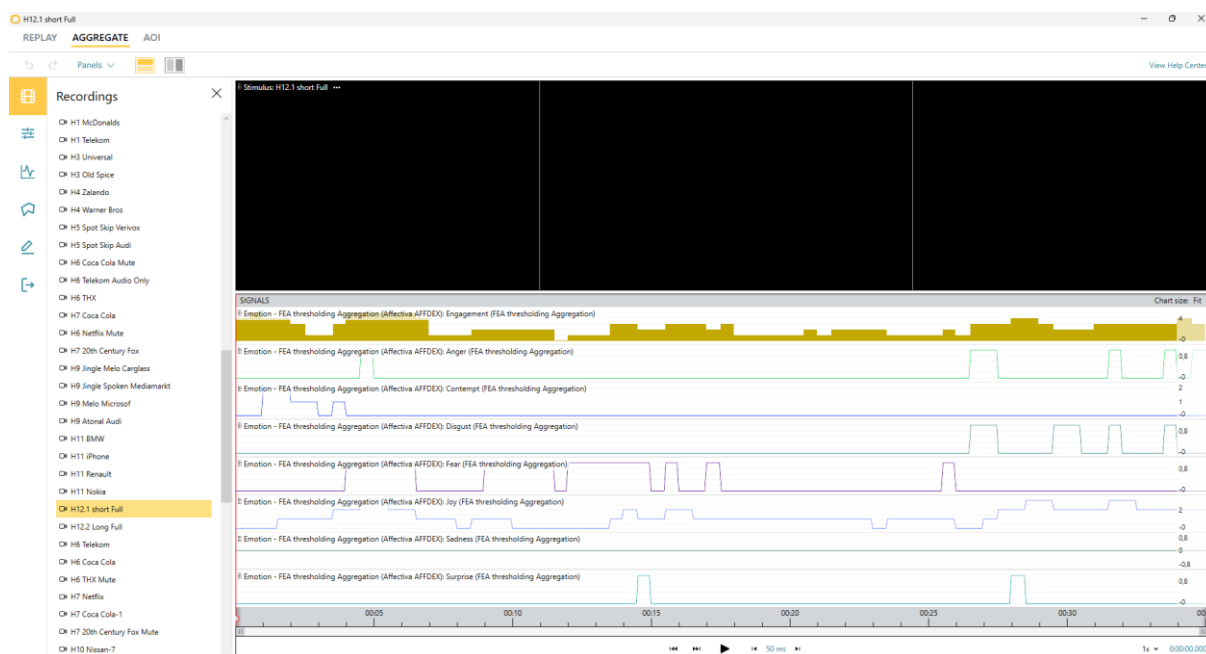 H12.1 short Full
REPLAY AGGREGATE AOI
Panels
View Help Center
Recordings
H1 McDonalds
H1 Telekom
H3 Universal
H3 Old Spice
H4 Zalando
H4 Warner Bros
H5 Spot Skip Verivox
H5 Spot Skip Audi
H6 Coca Cola Mute
H6 Telekom Audio Only
H6 THX
H7 Coca Cola
H6 Netflix Mute
H7 20th Century Fox
H9 Jingle Melo Carglass
H9 Jingle Spoken Mediamarkt
H9 Melo Microsof
H9 Atonal Audi
H11 BMW
H11 iPhone
H11 Renault
H11 Nokia
H12.1 short Full
H12.2 Long Full
H6 Telekom
H6 Coca Cola
H6 THX Mute
H7 Netflix
H7 Coca Cola-1
H7 20th Century Fox Mute
H10 Nissan-7
Stimulus: H12.1 short Full •••
SIGNALS Chart size: Fit
Emotion - FEA thresholding Aggregation (Affectiva AFFDEX): Engagement (FEA thresholding Aggregation)
4
-0
Emotion - FEA thresholding Aggregation (Affectiva AFFDEX): Anger (FEA thresholding Aggregation)
0,8
-0
Emotion - FEA thresholding Aggregation (Affectiva AFFDEX): Contempt (FEA thresholding Aggregation)
2
1
-0
Emotion - FEA thresholding Aggregation (Affectiva AFFDEX): Disgust (FEA thresholding Aggregation)
0,8
-0
Emotion - FEA thresholding Aggregation (Affectiva AFFDEX): Fear (FEA thresholding Aggregation)
0,8
-0
Emotion - FEA thresholding Aggregation (Affectiva AFFDEX): Joy (FEA thresholding Aggregation)
2
-0
Emotion - FEA thresholding Aggregation (Affectiva AFFDEX): Sadness (FEA thresholding Aggregation)
0,8
0
-0,8
Emotion - FEA thresholding Aggregation (Affectiva AFFDEX): Surprise (FEA thresholding Aggregation)
0,8
-0
00:05 00:10 00:15 00:20 00:25 00:30 00
50 ms
1x 0:00:00.000